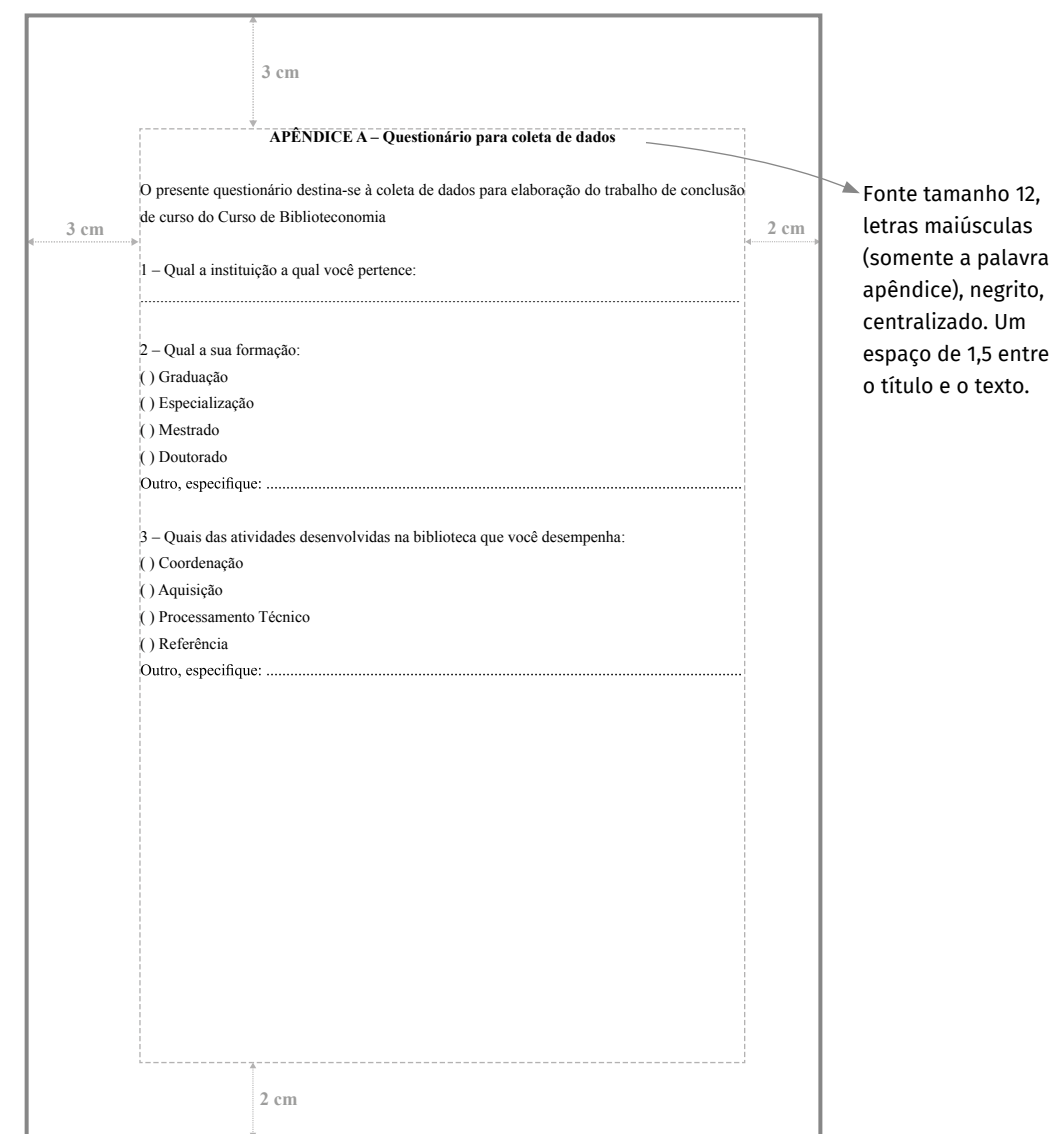 3 cm
APÊNDICE A – Questionário para coleta de dados
O presente questionário destina-se à coleta de dados para elaboração do trabalho de conclusão
de curso do Curso de Biblioteconomia
3 cm
2 cm
1 – Qual a instituição a qual você pertence:
2 – Qual a sua formação:
( ) Graduação
( ) Especialização
( ) Mestrado
( ) Doutorado
Outro, especifique: ........................................................................................................................
3 – Quais das atividades desenvolvidas na biblioteca que você desempenha:
( ) Coordenação
( ) Aquisição
( ) Processamento Técnico
( ) Referência
Outro, especifique: ........................................................................................................................
2 cm
Fonte tamanho 12,
letras maiúsculas
(somente a palavra
apêndice), negrito,
centralizado. Um
espaço de 1,5 entre
o título e o texto.